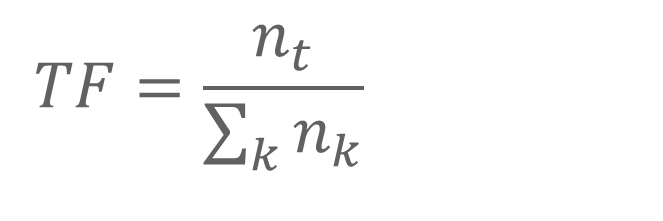 TF = n_t / ∑_k n_k